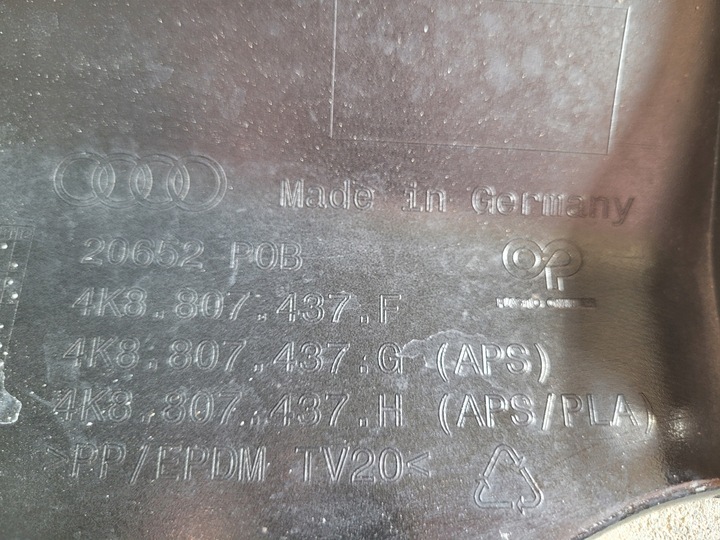 Made in Germany
20652 POB
4K8.807.437.F
4K8.807.437.G (APS)
4K8.807.437.H (APS/PLA)
>PP/EPDM TV20<